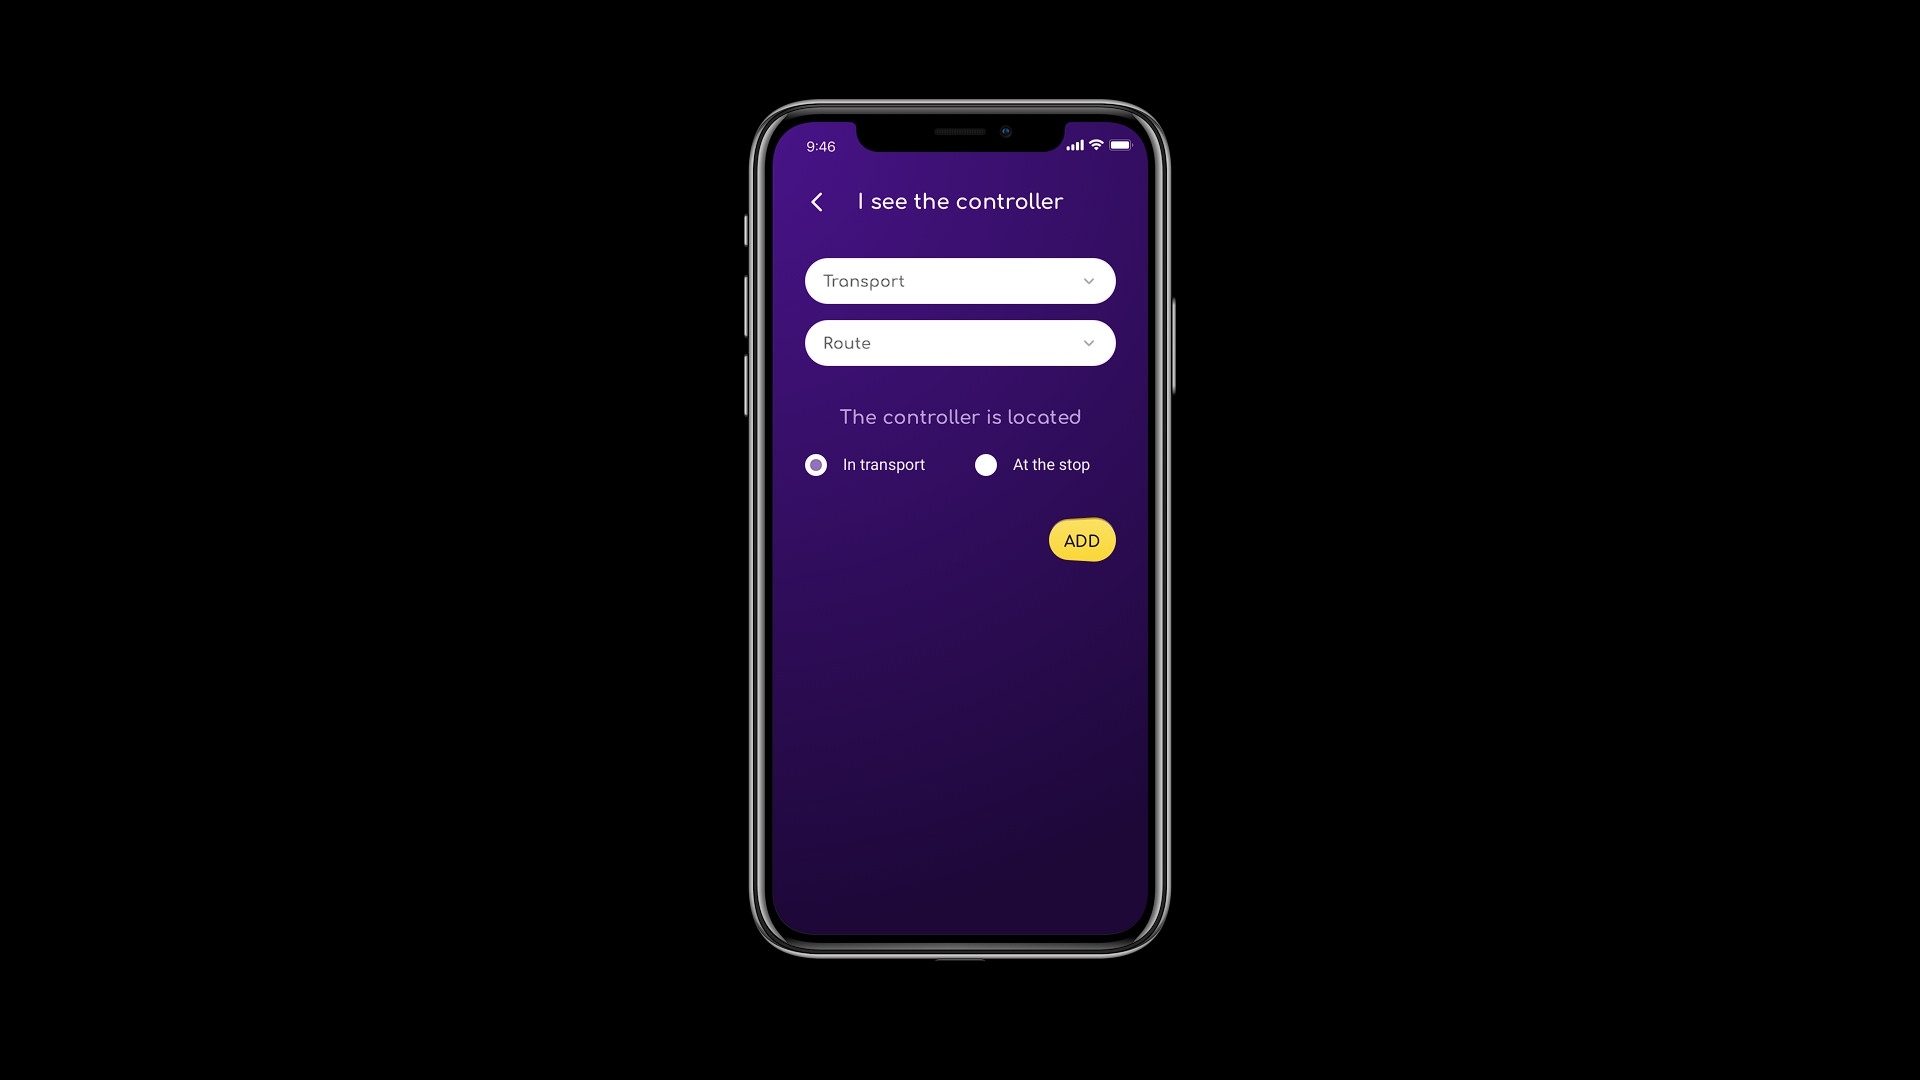 9:46
I see the controller
Transport
Route
The controller is located
In transport
At the stop
ADD